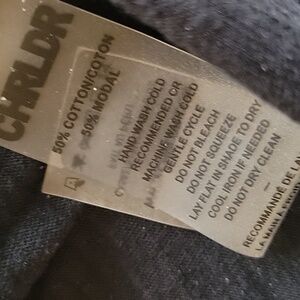 CHRLDR
50% COTTON/COTON
50% MODAL
HAND WASH COLD
RECOMMENDED OR
MACHINE WASH COLD
GENTLE CYCLE
DO NOT BLEACH
DO NOT SQUEEZE
LAY FLAT IN SHADE TO DRY
COOL IRON IF NEEDED
DO NOT DRY CLEAN
RECOMMANDÉ DE LA